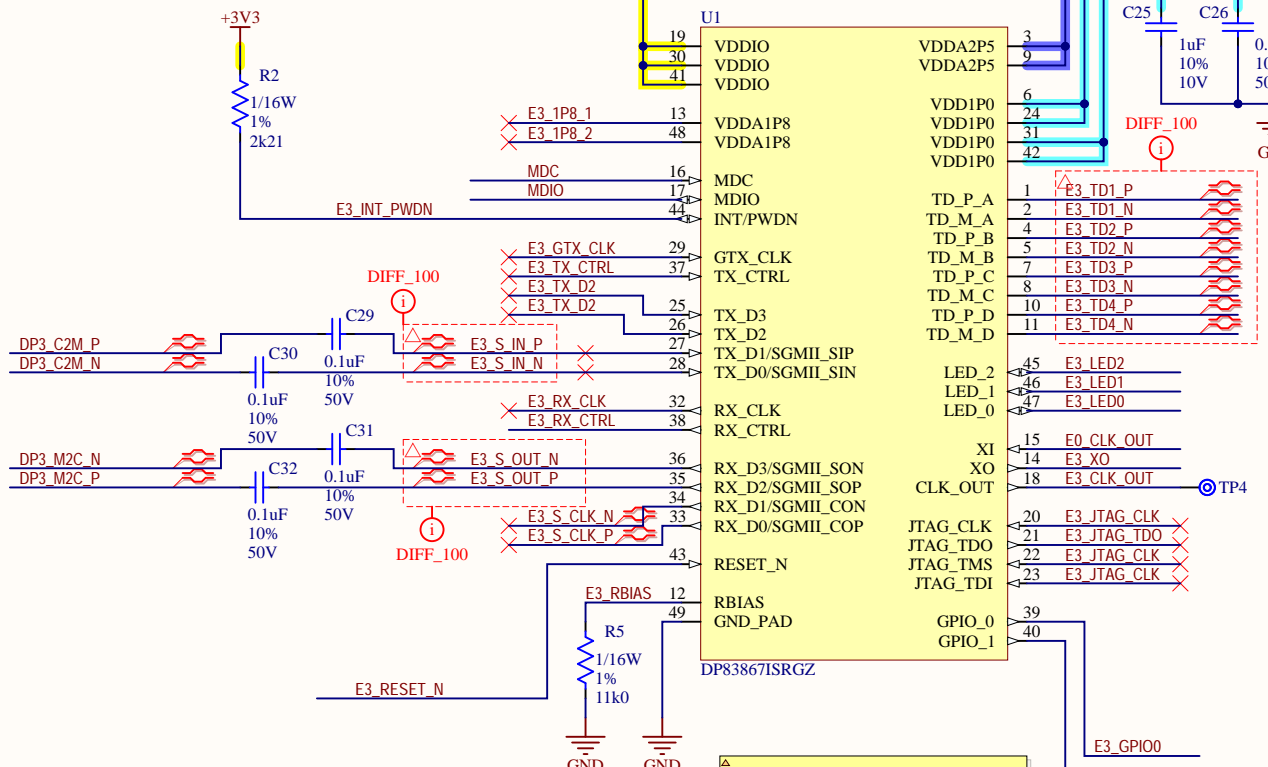 +3V3
R2
1/16W
1%
2k21
E3_INT_PWDN
U1
19 VDDIO
30 VDDIO
41 VDDIO
E3_1P8_1 13 VDDA1P8
E3_1P8_2 48 VDDA1P8
MDC 16 MDC
MDIO 17 MDIO
44 INT/PWDN
E3_GTX_CLK 29 GTX_CLK
E3_TX_CTRL 37 TX_CTRL
E3_TX_D2
E3_TX_D2
25 TX_D3
26 TX_D2
27 TX_D1/SGMII_SIP
28 TX_D0/SGMII_SIN
E3_RX_CLK 32 RX_CLK
E3_RX_CTRL 38 RX_CTRL
36 RX_D3/SGMII_SON
35 RX_D2/SGMII_SOP
34 RX_D1/SGMII_CON
33 RX_D0/SGMII_COP
43 RESET_N
E3_RBIAS 12 RBIAS
49 GND_PAD
DIFF_100
i
DP3_C2M_P
DP3_C2M_N
C29
0.1uF
10%
50V
C30
0.1uF
10%
50V
E3_S_IN_P
E3_S_IN_N
DP3_M2C_N
DP3_M2C_P
C31
0.1uF
10%
50V
C32
0.1uF
10%
50V
E3_S_OUT_N
E3_S_OUT_P
E3_S_CLK_N
E3_S_CLK_P
i
DIFF_100
R5
1/16W
1%
11k0
E3_RESET_N
GND
GND
VDDA2P5 3
VDDA2P5 9
VDD1P0 6
VDD1P0 24
VDD1P0 31
VDD1P0 42
TD_P_A 1 E3_TD1_P
TD_M_A 2 E3_TD1_N
TD_P_B 4 E3_TD2_P
TD_M_B 5 E3_TD2_N
TD_P_C 7 E3_TD3_P
TD_M_C 8 E3_TD3_N
TD_P_D 10 E3_TD4_P
TD_M_D 11 E3_TD4_N
LED_2 45 E3_LED2
LED_1 46 E3_LED1
LED_0 47 E3_LED0
XI 15 E0_CLK_OUT
XO 14 E3_XO
CLK_OUT 18 E3_CLK_OUT TP4
JTAG_CLK 20 E3_JTAG_CLK
JTAG_TDO 21 E3_JTAG_TDO
JTAG_TMS 22 E3_JTAG_CLK
JTAG_TDI 23 E3_JTAG_CLK
GPIO_0 39
GPIO_1 40
DP83867ISRGZ
E3_GPIO0
C25
1uF
10%
10V
C26
DIFF_100
i